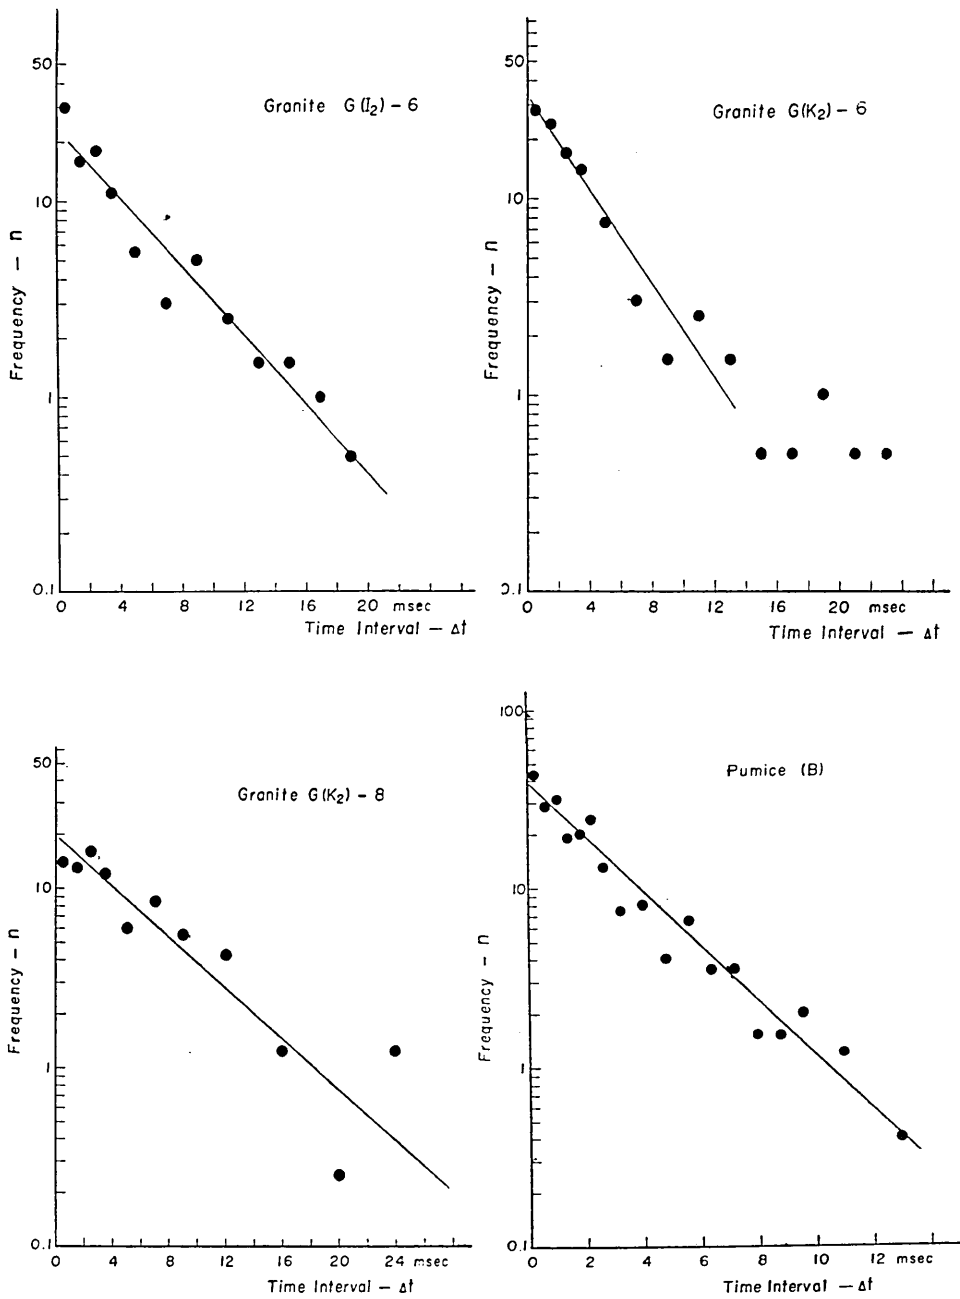 Granite G(I₂) – 6
50
10
1
0.1
Frequency – n
0 4 8 12 16 20 msec
Time Interval – Δt
Granite G(K₂) – 6
50
10
1
0.1
Frequency – n
0 4 8 12 16 20 msec
Time Interval – Δt
Granite G(K₂) – 8
50
10
1
0.1
Frequency – n
0 4 8 12 16 20 24 msec
Time Interval – Δt
Pumice (B)
100
10
1
0.1
Frequency – n
0 2 4 6 8 10 12 msec
Time Interval – Δt